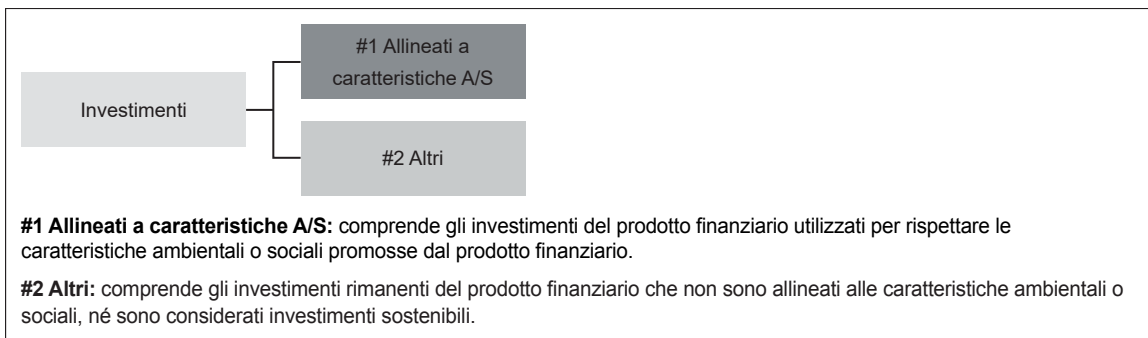 #1 Allineati a
caratteristiche A/S
Investimenti
#2 Altri
#1 Allineati a caratteristiche A/S: comprende gli investimenti del prodotto finanziario utilizzati per rispettare le
caratteristiche ambientali o sociali promosse dal prodotto finanziario.
#2 Altri: comprende gli investimenti rimanenti del prodotto finanziario che non sono allineati alle caratteristiche ambientali o
sociali, né sono considerati investimenti sostenibili.